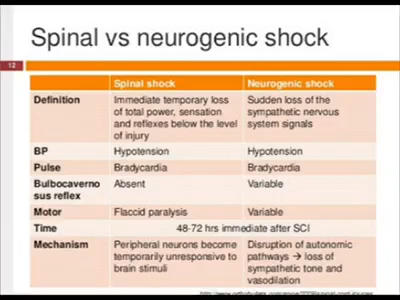 Spinal vs neurogenic shock
12
Spinal shock Neurogenic shock
Definition Immediate temporary loss Sudden loss of the
of total power, sensation sympathetic nervous
and reflexes below the level system signals
of injury
BP Hypotension Hypotension
Pulse Bradycardia Bradycardia
Bulbocaverno Absent Variable
sus reflex
Motor Flaccid paralysis Variable
Time 48-72 hrs immediate after SCI
Mechanism Peripheral neurons become Disruption of autonomic
temporarily unresponsive to pathways → loss of
brain stimuli sympathetic tone and
vasodilation